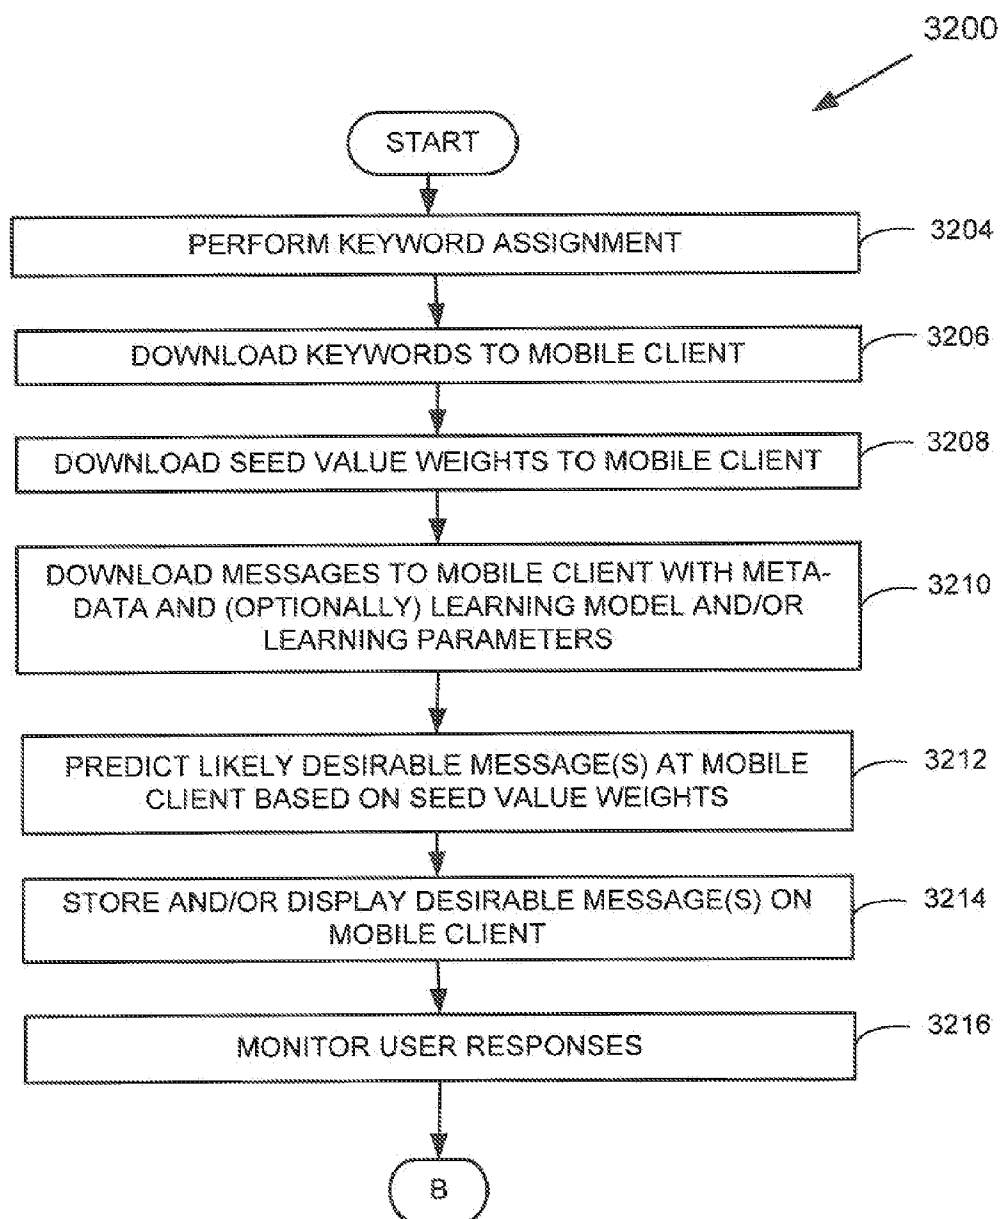 3200
START
PERFORM KEYWORD ASSIGNMENT
3204
DOWNLOAD KEYWORDS TO MOBILE CLIENT
3206
DOWNLOAD SEED VALUE WEIGHTS TO MOBILE CLIENT
3208
DOWNLOAD MESSAGES TO MOBILE CLIENT WITH META-
DATA AND (OPTIONALLY) LEARNING MODEL AND/OR
LEARNING PARAMETERS
3210
PREDICT LIKELY DESIRABLE MESSAGE(S) AT MOBILE
CLIENT BASED ON SEED VALUE WEIGHTS
3212
STORE AND/OR DISPLAY DESIRABLE MESSAGE(S) ON
MOBILE CLIENT
3214
MONITOR USER RESPONSES
3216
B